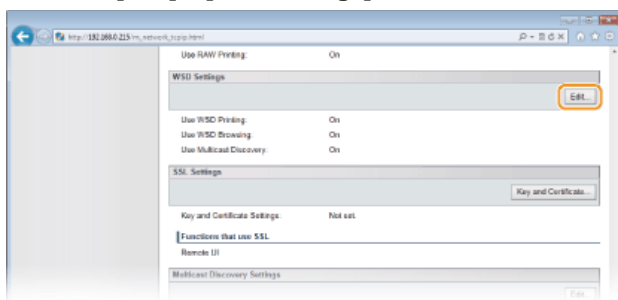 http://192.168.0.215/m_network_tcpip.html
Use RAW Printing: On
WSD Settings
Edit...
Use WSD Printing: On
Use WSD Browsing: On
Use Multicast Discovery: On
SSL Settings
Key and Certificate...
Key and Certificate Settings: Not set.
Functions that use SSL
Remote UI
Multicast Discovery Settings
Edit...